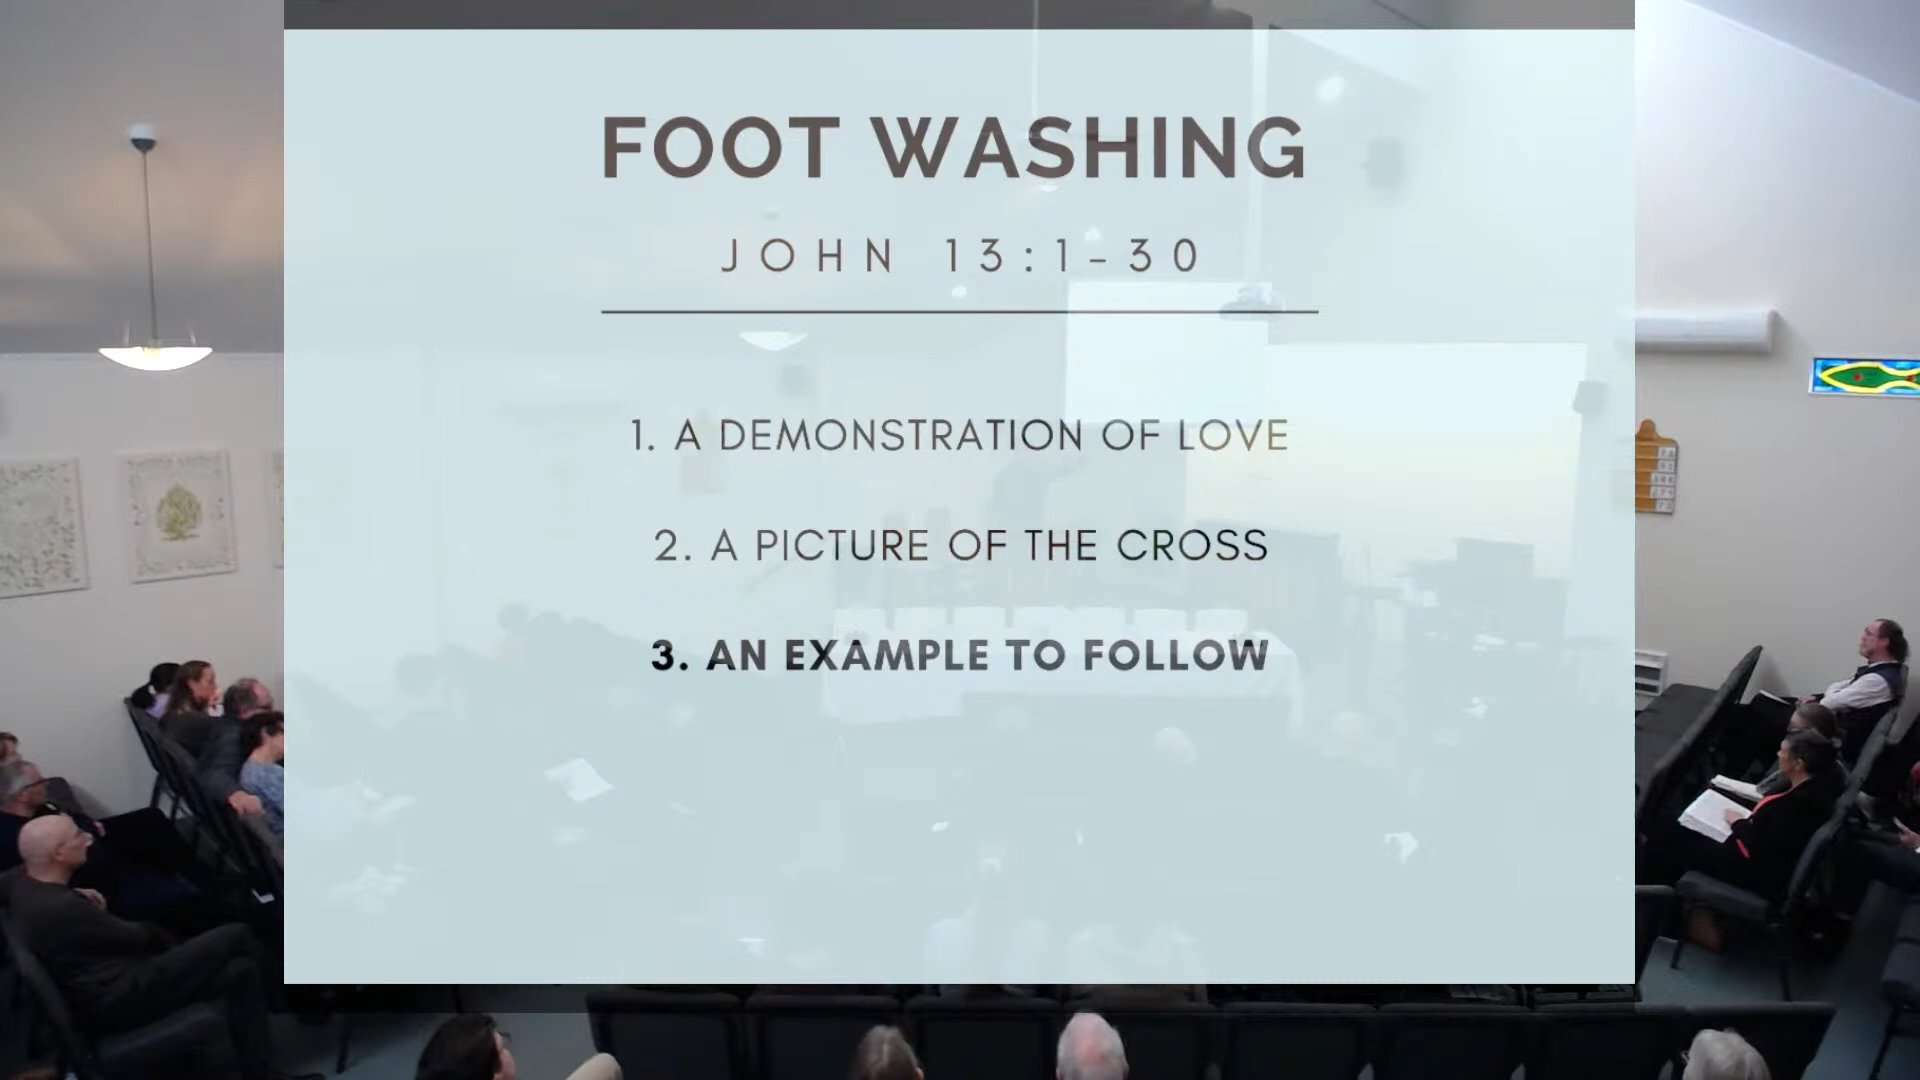 FOOT WASHING
JOHN 13:1-30
1. A DEMONSTRATION OF LOVE
2. A PICTURE OF THE CROSS
3. AN EXAMPLE TO FOLLOW